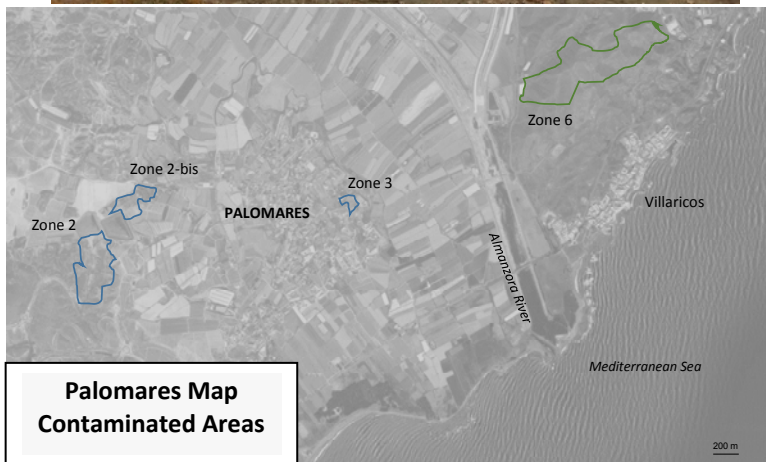 Zone 6
Zone 2-bis
Zone 3
PALOMARES
Villaricos
Zone 2
Almanzora River
Mediterranean Sea
Palomares Map
Contaminated Areas
200 m